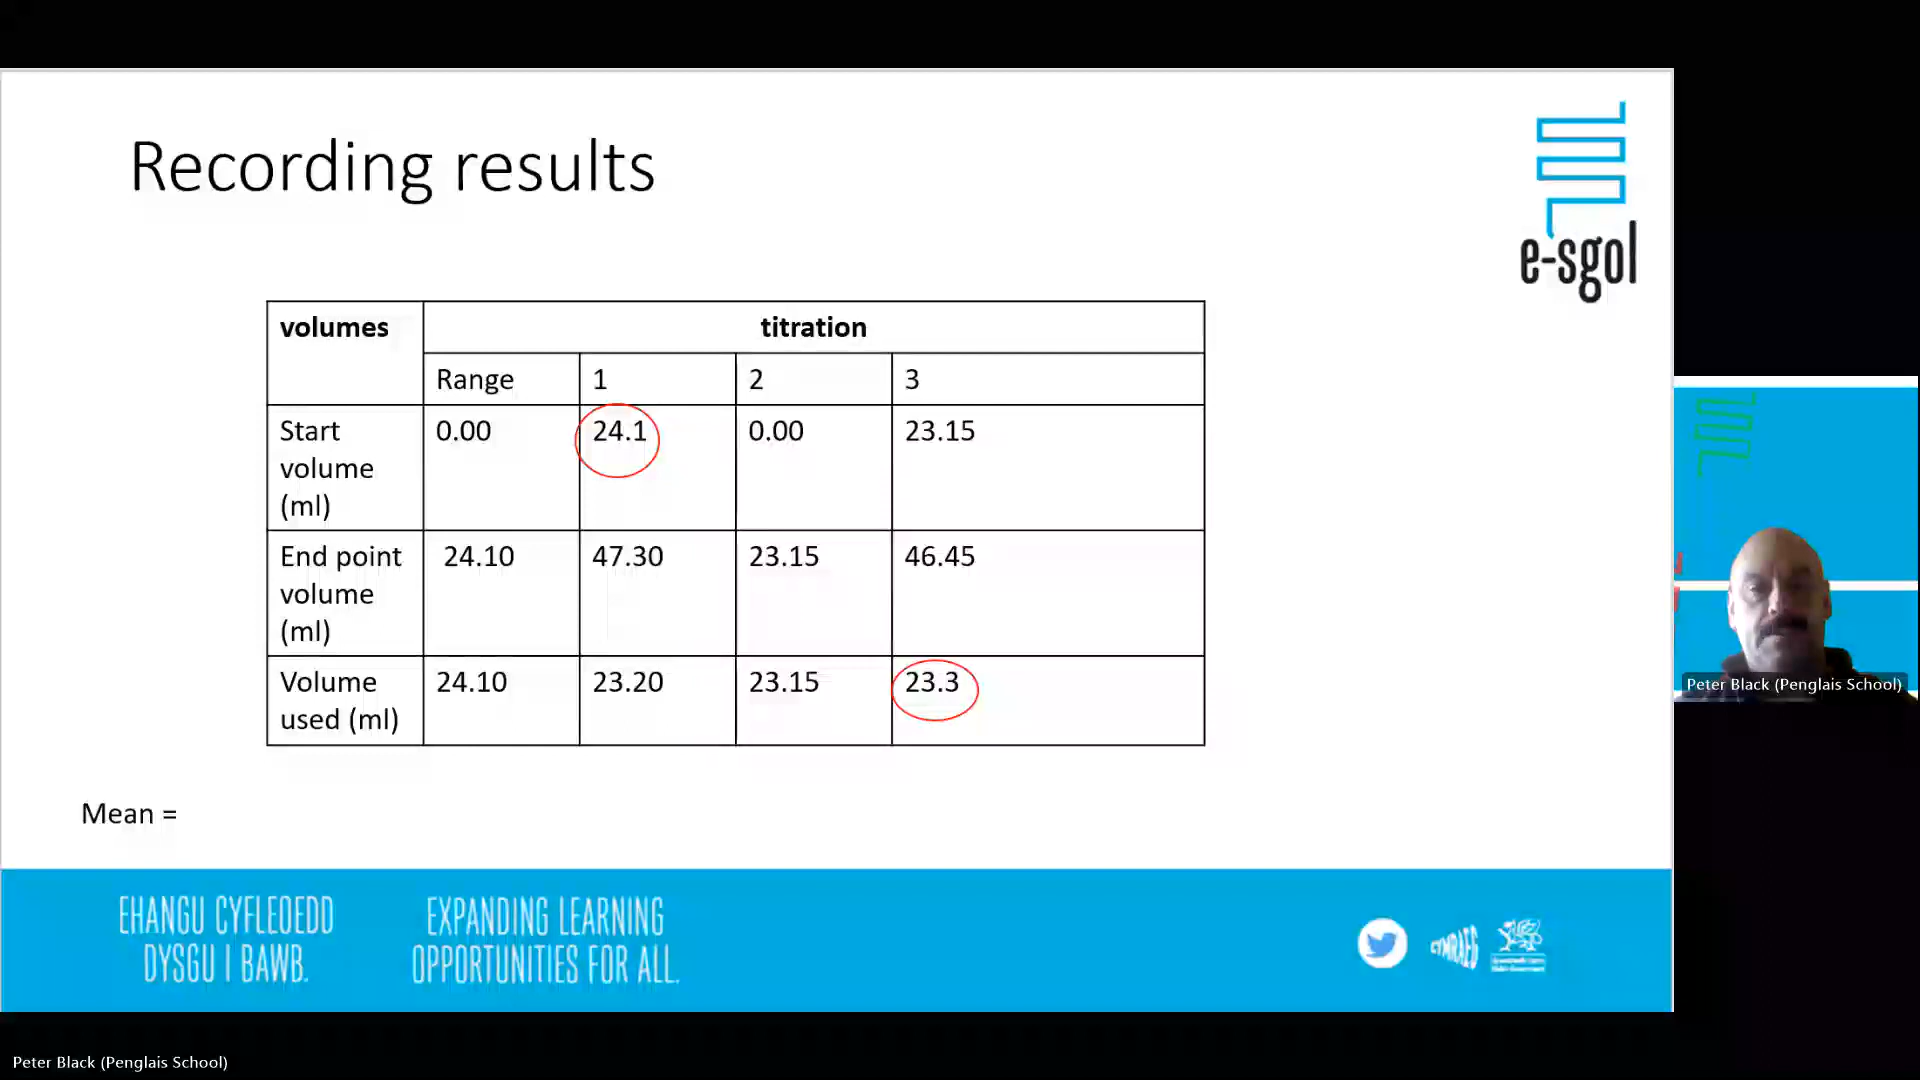 Recording results
e-sgol
volumes titration
Range 1 2 3
Start volume (ml) 0.00 24.1 0.00 23.15
End point volume (ml) 24.10 47.30 23.15 46.45
Volume used (ml) 24.10 23.20 23.15 23.3
Mean =
EHANGU CYFLEOEDD
DYSGU I BAWB.
EXPANDING LEARNING
OPPORTUNITIES FOR ALL.
CYMRAEG
Peter Black (Penglais School)
Peter Black (Penglais School)